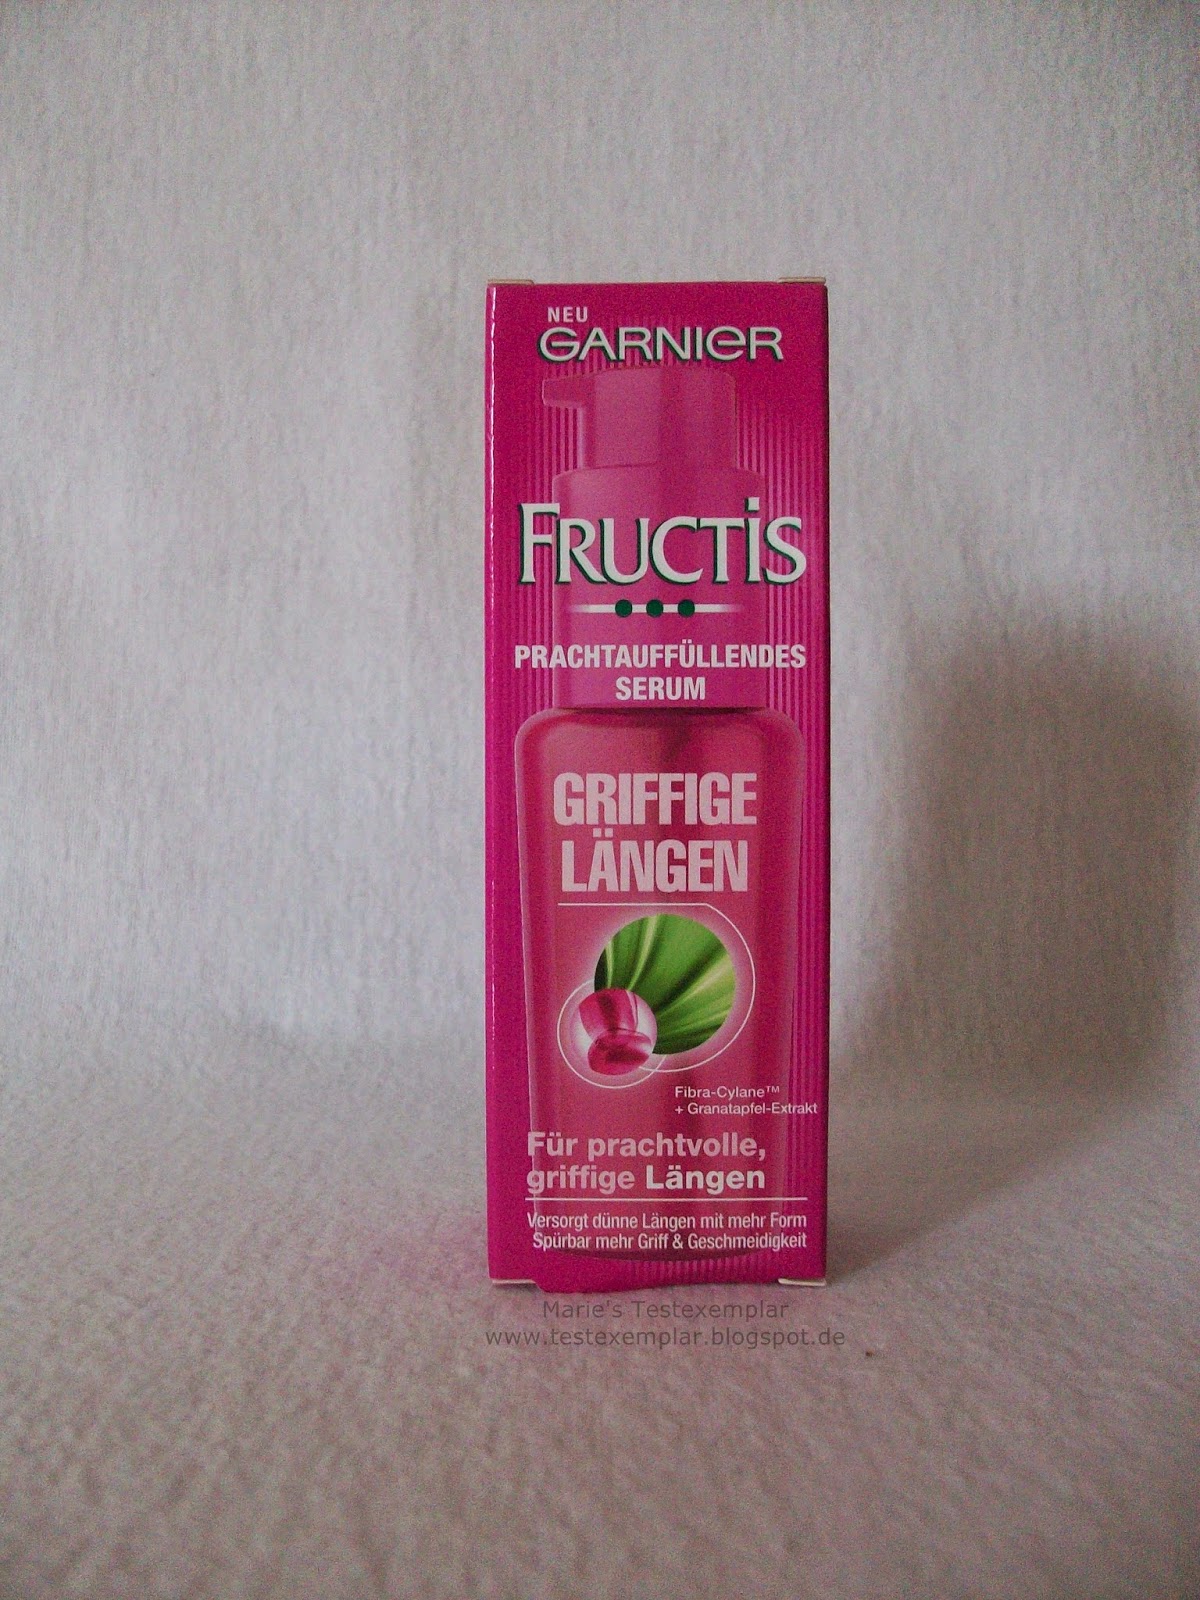 NEU
GARNIER
FRUCTIS
PRACHTAUFFÜLLENDES
SERUM
GRIFFIGE
LÄNGEN
Fibra-Cylane™
+ Granatapfel-Extrakt
Für prachtvolle,
griffige Längen
Versorgt dünne Längen mit mehr Form
Spürbar mehr Griff & Geschmeidigkeit
Marie's Testexemplar
www.testexemplar.blogspot.de